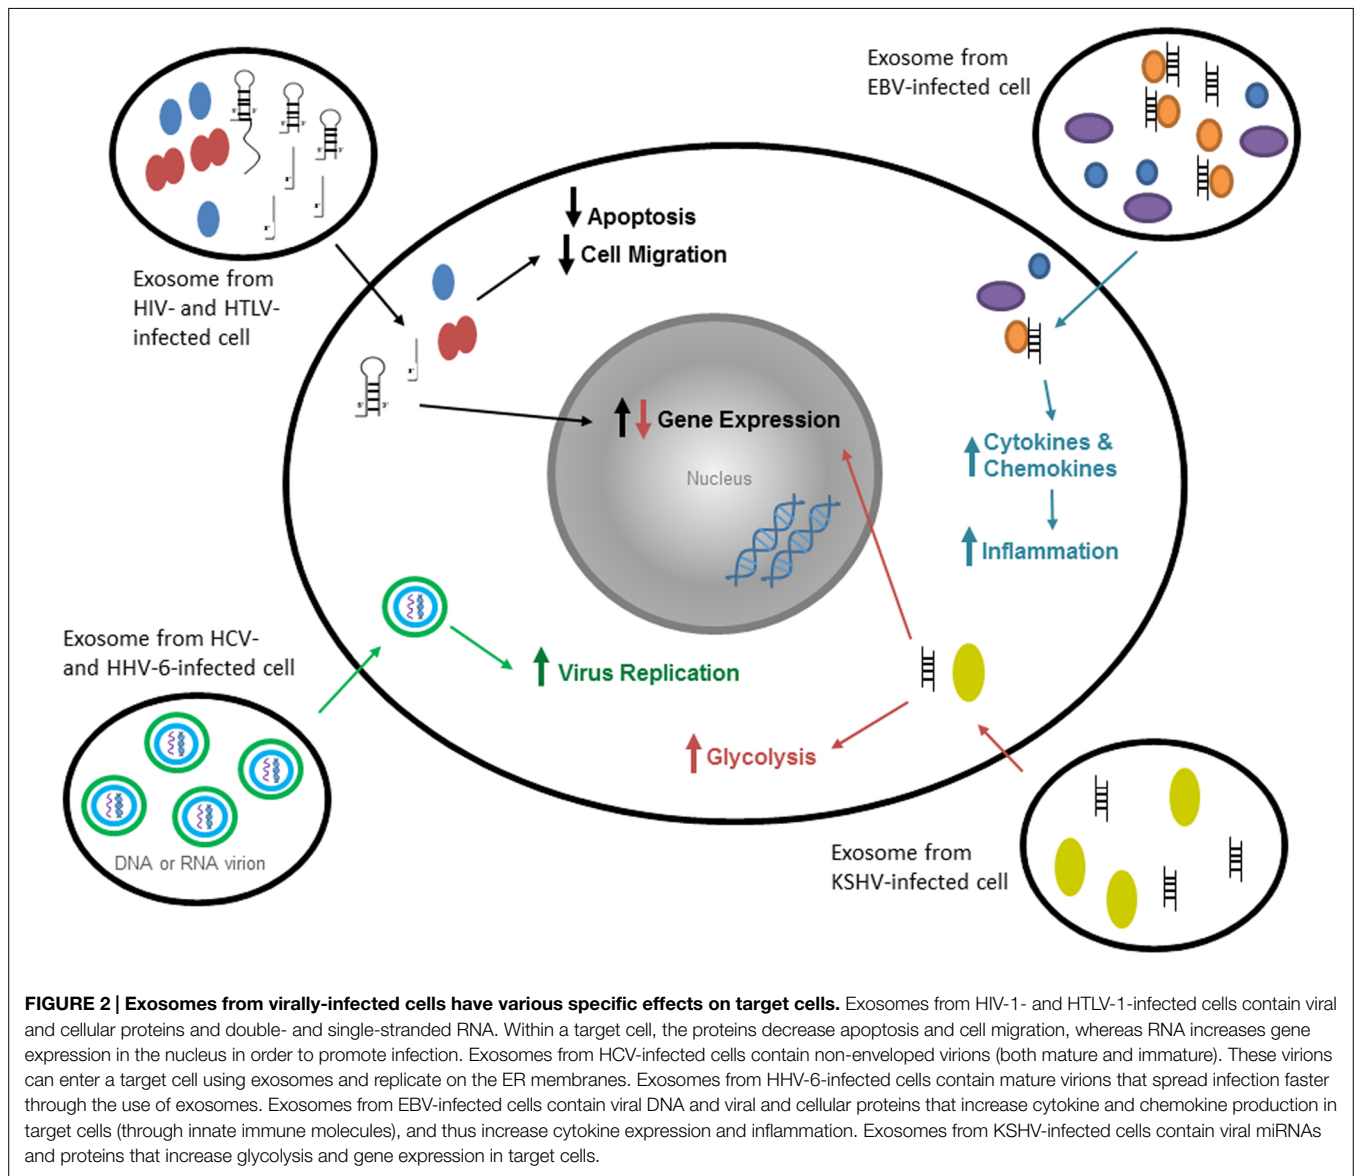 Exosome from
EBV-infected cell
Exosome from
HIV- and HTLV-
infected cell
Apoptosis
Cell Migration
5' 3'
Gene Expression
Nucleus
Cytokines &
Chemokines
Inflammation
Exosome from HCV-
and HHV-6-infected cell
Virus Replication
Glycolysis
DNA or RNA virion
Exosome from
KSHV-infected cell
FIGURE 2 | Exosomes from virally-infected cells have various specific effects on target cells. Exosomes from HIV-1- and HTLV-1-infected cells contain viral
and cellular proteins and double- and single-stranded RNA. Within a target cell, the proteins decrease apoptosis and cell migration, whereas RNA increases gene
expression in the nucleus in order to promote infection. Exosomes from HCV-infected cells contain non-enveloped virions (both mature and immature). These virions
can enter a target cell using exosomes and replicate on the ER membranes. Exosomes from HHV-6-infected cells contain mature virions that spread infection faster
through the use of exosomes. Exosomes from EBV-infected cells contain viral DNA and viral and cellular proteins that increase cytokine and chemokine production in
target cells (through innate immune molecules), and thus increase cytokine expression and inflammation. Exosomes from KSHV-infected cells contain viral miRNAs
and proteins that increase glycolysis and gene expression in target cells.